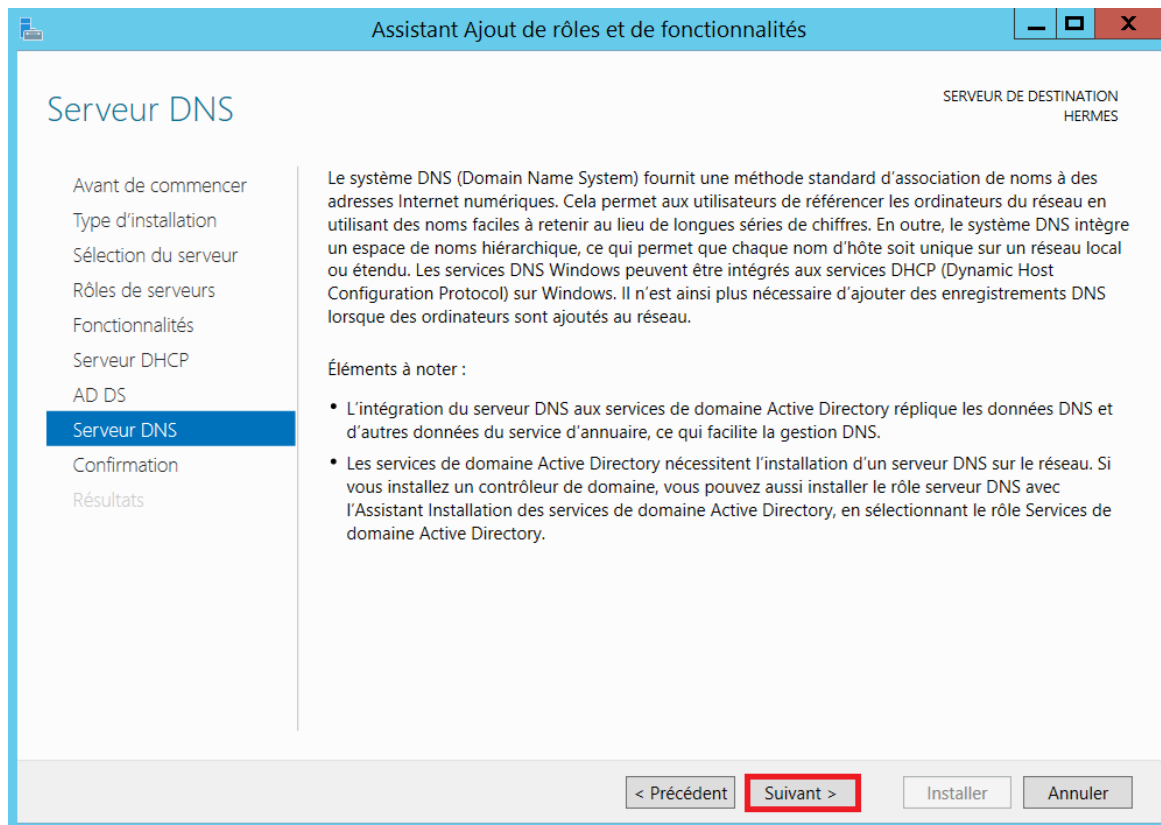 Assistant Ajout de rôles et de fonctionnalités
Serveur DNS
SERVEUR DE DESTINATION
HERMES
Avant de commencer
Type d'installation
Sélection du serveur
Rôles de serveurs
Fonctionnalités
Serveur DHCP
AD DS
Serveur DNS
Confirmation
Résultats
Le système DNS (Domain Name System) fournit une méthode standard d'association de noms à des
adresses Internet numériques. Cela permet aux utilisateurs de référencer les ordinateurs du réseau en
utilisant des noms faciles à retenir au lieu de longues séries de chiffres. En outre, le système DNS intègre
un espace de noms hiérarchique, ce qui permet que chaque nom d'hôte soit unique sur un réseau local
ou étendu. Les services DNS Windows peuvent être intégrés aux services DHCP (Dynamic Host
Configuration Protocol) sur Windows. Il n'est ainsi plus nécessaire d'ajouter des enregistrements DNS
lorsque des ordinateurs sont ajoutés au réseau.
Éléments à noter :
• L'intégration du serveur DNS aux services de domaine Active Directory réplique les données DNS et
d'autres données du service d'annuaire, ce qui facilite la gestion DNS.
• Les services de domaine Active Directory nécessitent l'installation d'un serveur DNS sur le réseau. Si
vous installez un contrôleur de domaine, vous pouvez aussi installer le rôle serveur DNS avec
l'Assistant Installation des services de domaine Active Directory, en sélectionnant le rôle Services de
domaine Active Directory.
< Précédent
Suivant >
Installer
Annuler